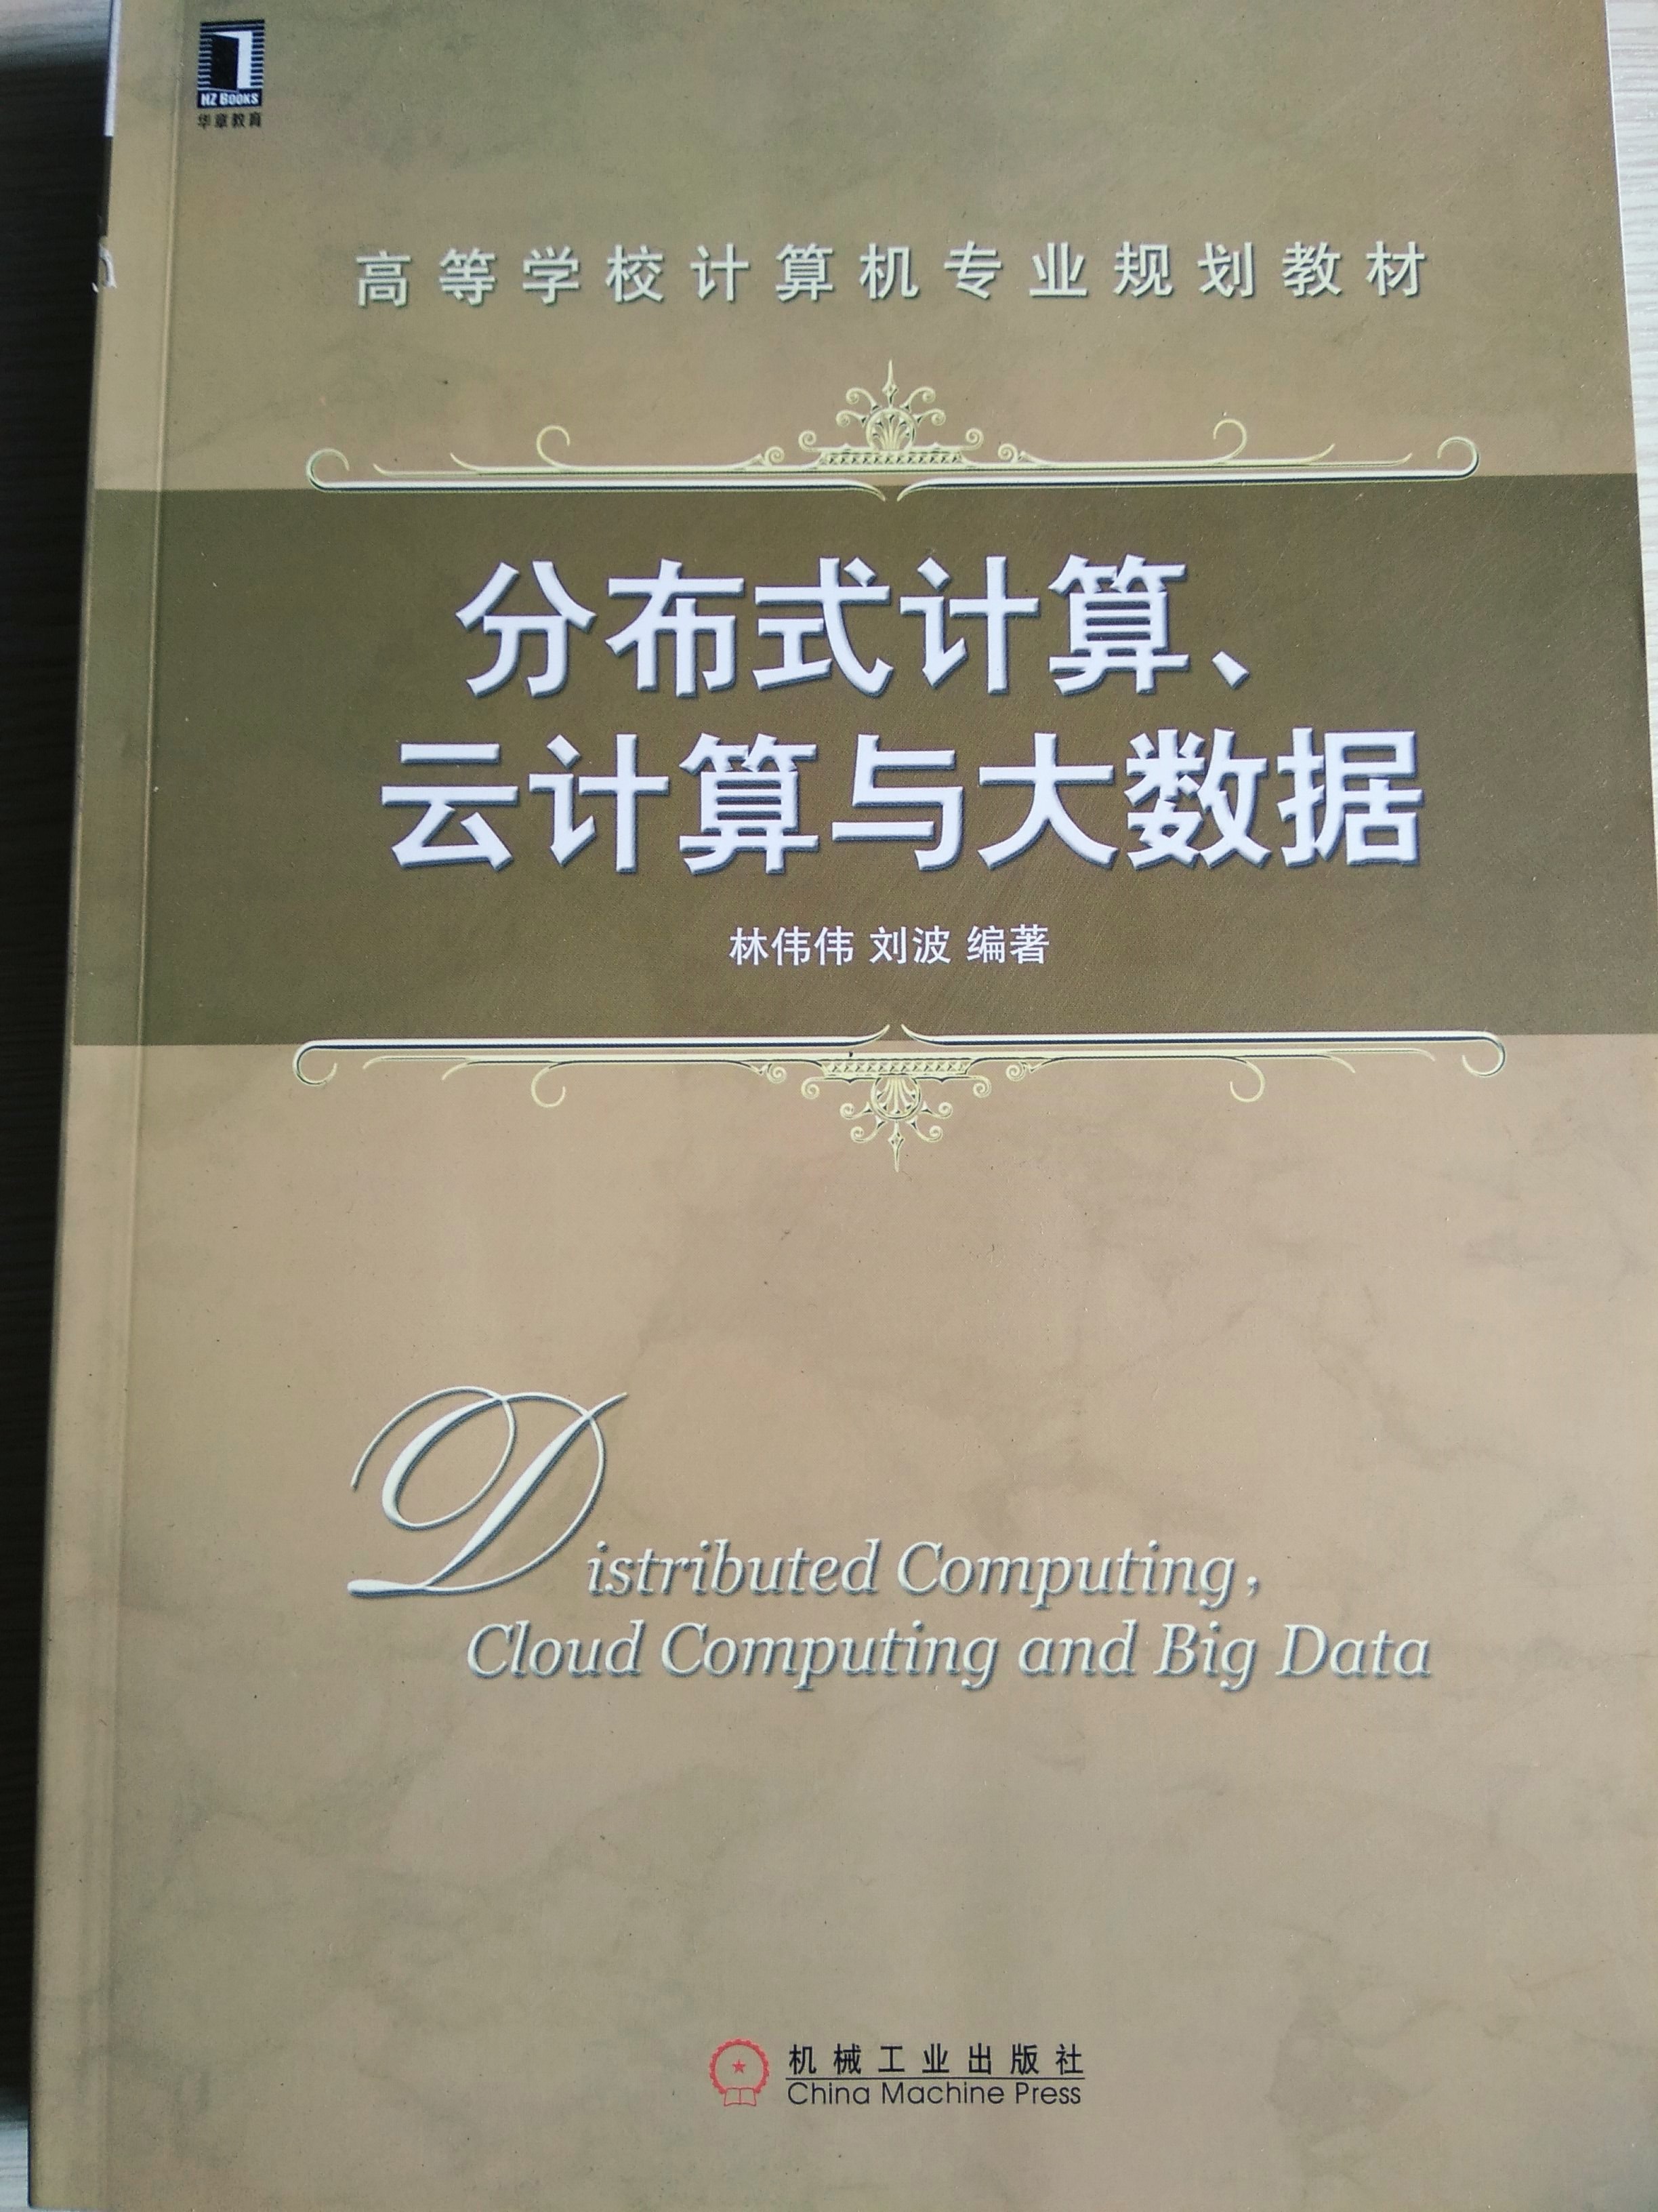 HZ BOOKS
华章教育
高等学校计算机专业规划教材
分布式计算、
云计算与大数据
林伟伟 刘波 编著
Distributed Computing,
Cloud Computing and Big Data
机械工业出版社
China Machine Press